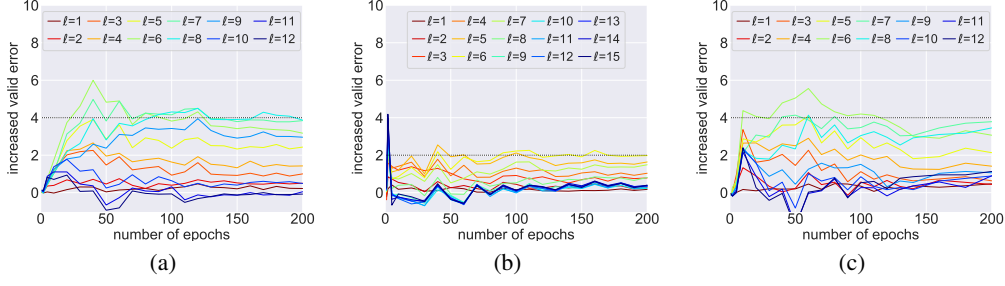 10
8
6
4
2
0
increased valid error
ℓ=1 ℓ=3 ℓ=5 ℓ=7 ℓ=9 ℓ=11
ℓ=2 ℓ=4 ℓ=6 ℓ=8 ℓ=10 ℓ=12
0 50 100 150 200
number of epochs
(a)
10
8
6
4
2
0
increased valid error
ℓ=1 ℓ=4 ℓ=7 ℓ=10 ℓ=13
ℓ=2 ℓ=5 ℓ=8 ℓ=11 ℓ=14
ℓ=3 ℓ=6 ℓ=9 ℓ=12 ℓ=15
0 50 100 150 200
number of epochs
(b)
10
8
6
4
2
0
increased valid error
ℓ=1 ℓ=3 ℓ=5 ℓ=7 ℓ=9 ℓ=11
ℓ=2 ℓ=4 ℓ=6 ℓ=8 ℓ=10 ℓ=12
0 50 100 150 200
number of epochs
(c)